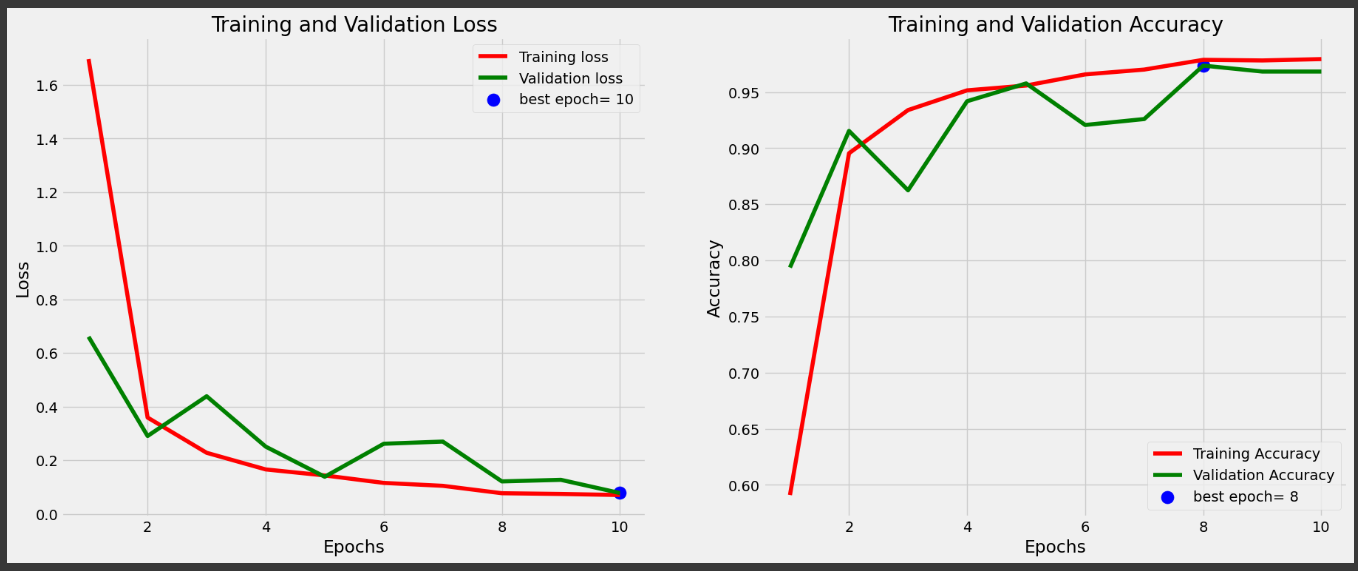 Training and Validation Loss
Training loss
Validation loss
best epoch= 10
1.6
1.4
1.2
1.0
0.8
0.6
0.4
0.2
0.0
Loss
2 4 6 8 10
Epochs
Training and Validation Accuracy
0.95
0.90
0.85
0.80
0.75
0.70
0.65
0.60
Accuracy
Training Accuracy
Validation Accuracy
best epoch= 8
2 4 6 8 10
Epochs